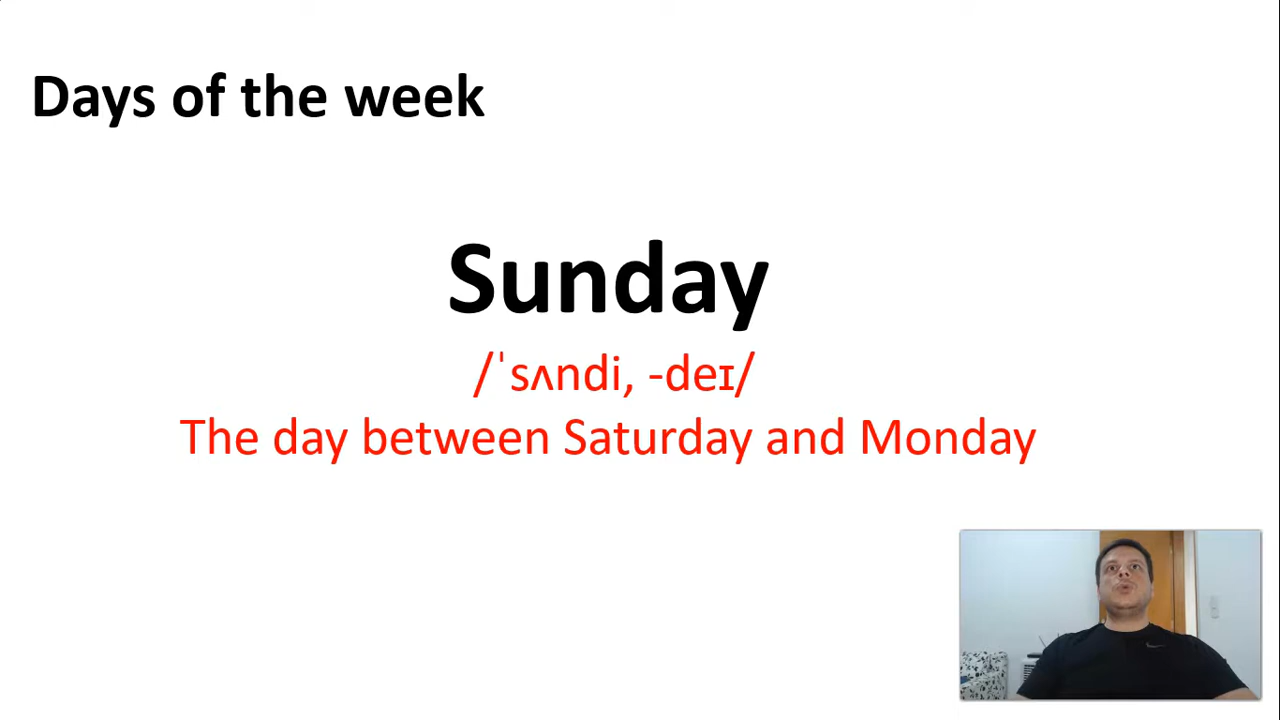 Days of the week
Sunday
/ˈsʌndi, -deɪ/
The day between Saturday and Monday